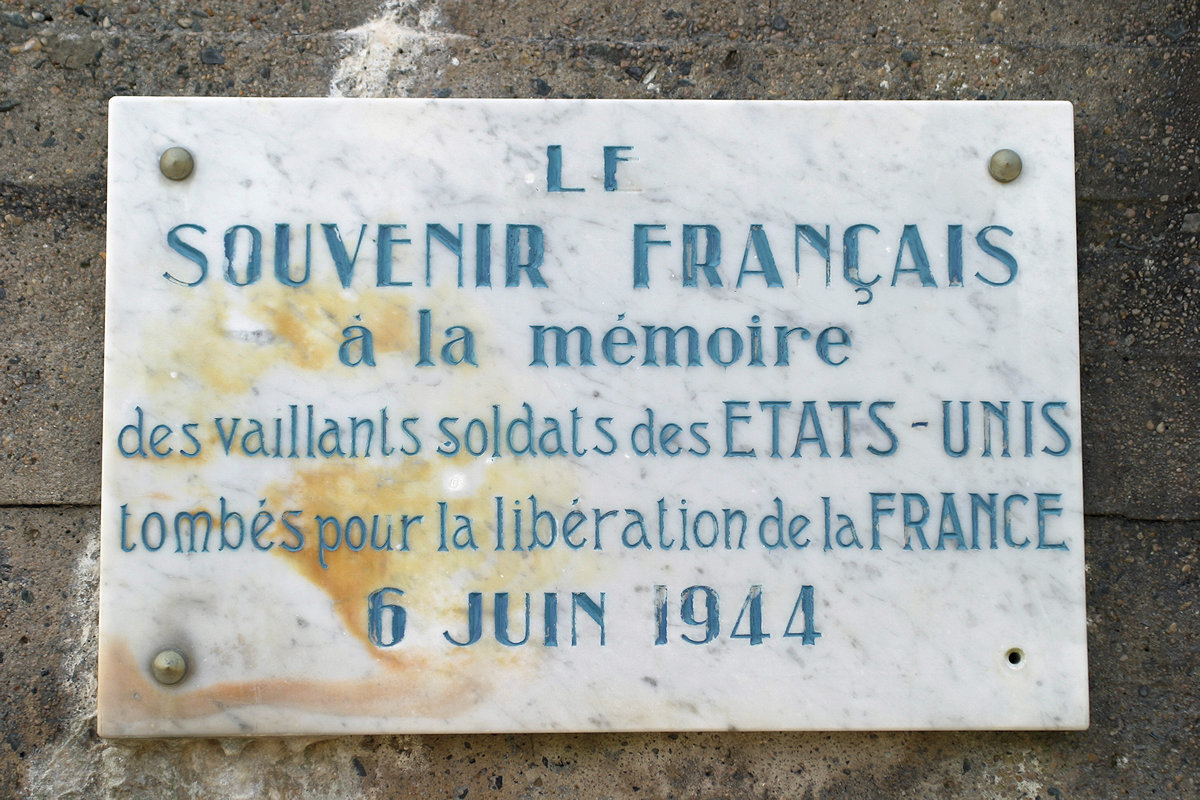 LE
SOUVENIR FRANÇAIS
à la mémoire
des vaillants soldats des ETATS-UNIS
tombés pour la libération de la FRANCE
6 JUIN 1944